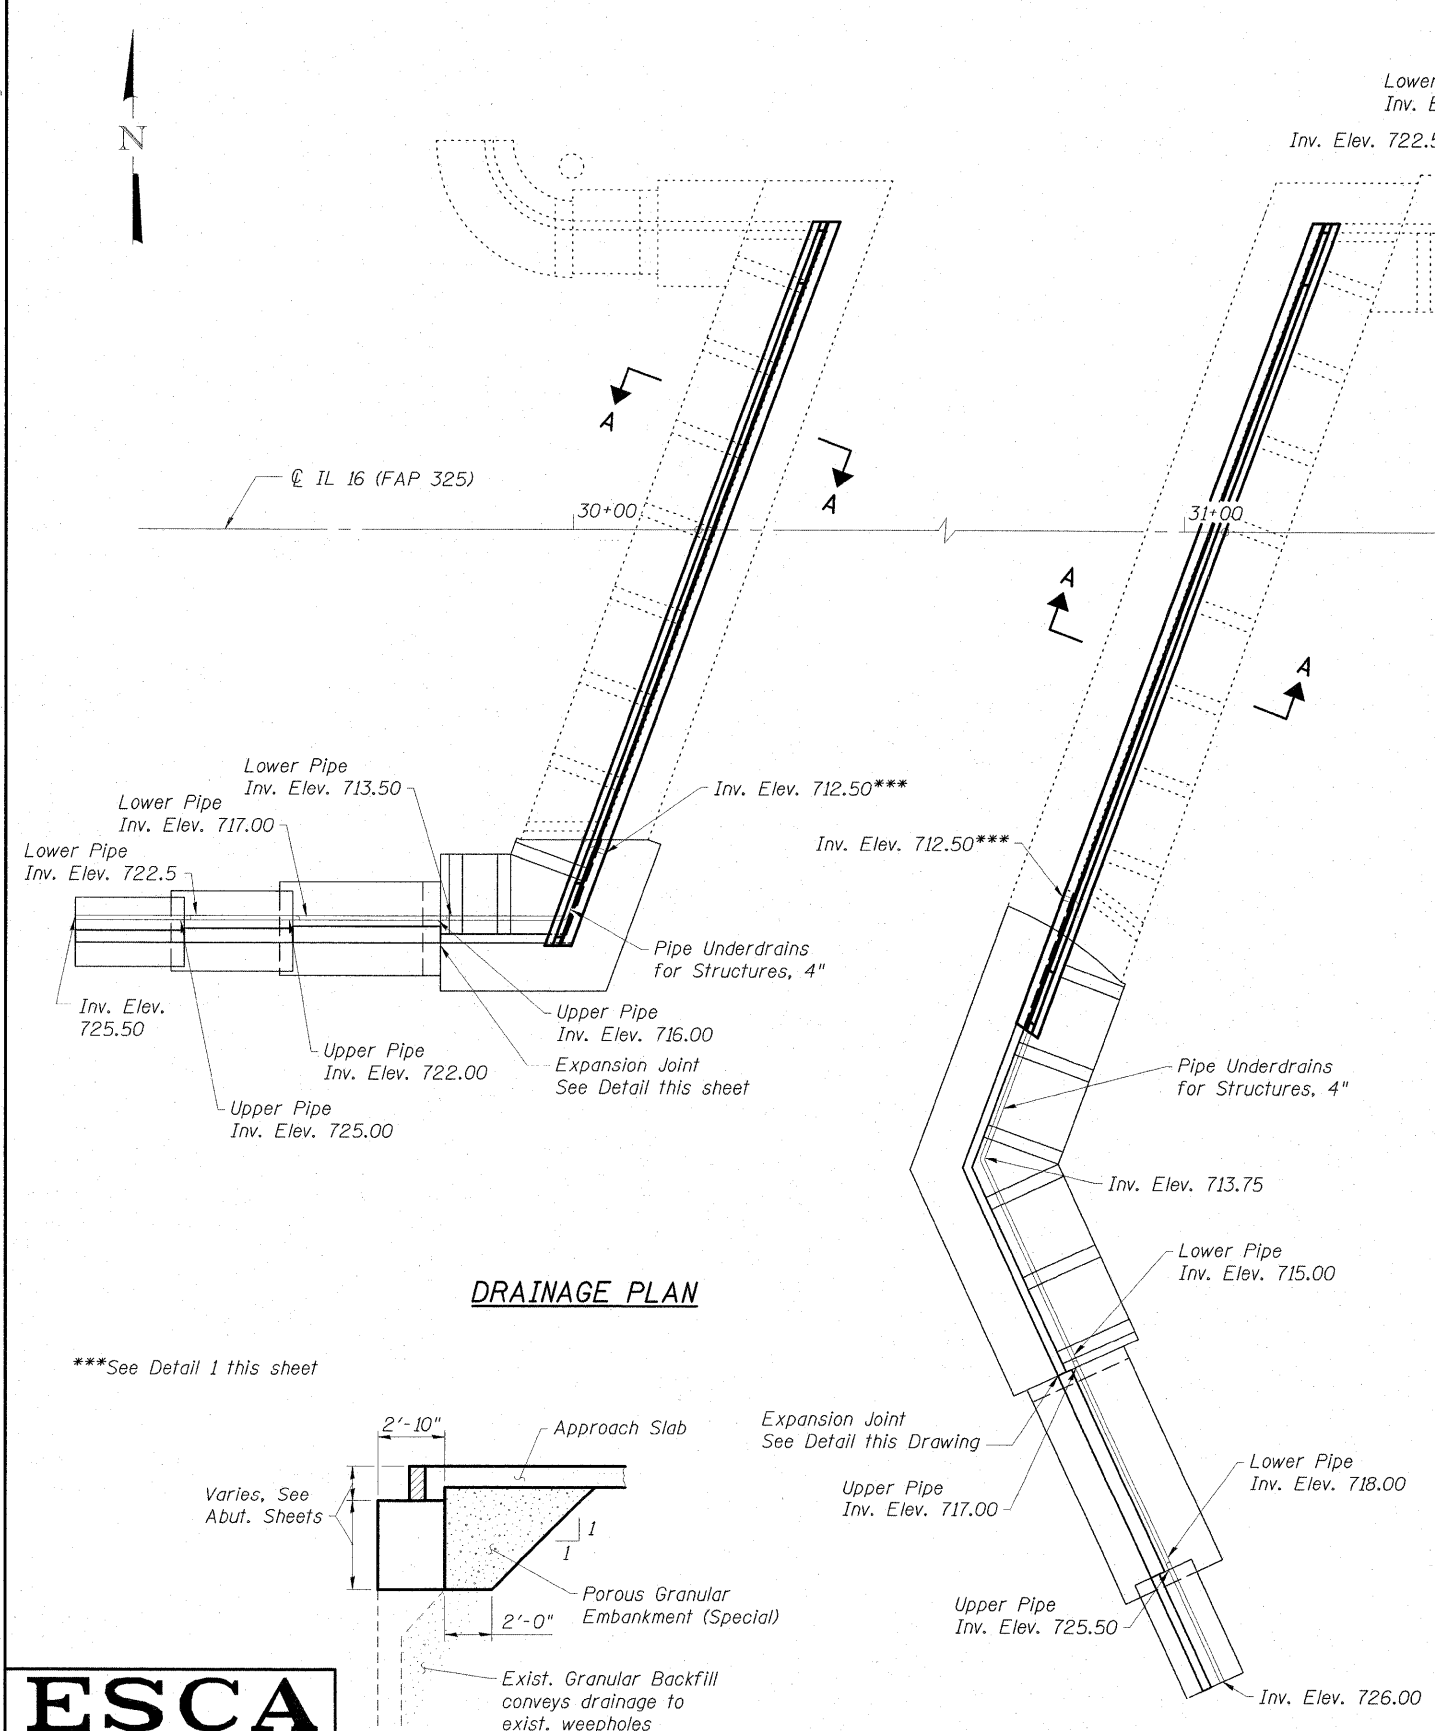 N
Lower
Inv. E
Inv. Elev. 722.5
A
A
℄ IL 16 (FAP 325)
30+00
31+00
A
A
Lower Pipe
Inv. Elev. 713.50
Lower Pipe
Inv. Elev. 717.00
Lower Pipe
Inv. Elev. 722.5
Inv. Elev. 712.50***
Inv. Elev. 712.50***
Pipe Underdrains
for Structures, 4"
Inv. Elev.
725.50
Upper Pipe
Inv. Elev. 716.00
Upper Pipe
Inv. Elev. 722.00
Expansion Joint
See Detail this sheet
Upper Pipe
Inv. Elev. 725.00
Pipe Underdrains
for Structures, 4"
Inv. Elev. 713.75
Lower Pipe
Inv. Elev. 715.00
DRAINAGE PLAN
***See Detail 1 this sheet
2'-10"
Approach Slab
Varies, See
Abut. Sheets
1
1
Porous Granular
Embankment (Special)
2'-0"
Exist. Granular Backfill
conveys drainage to
exist. weepholes
Expansion Joint
See Detail this Drawing
Upper Pipe
Inv. Elev. 717.00
Lower Pipe
Inv. Elev. 718.00
Upper Pipe
Inv. Elev. 725.50
Inv. Elev. 726.00
ESCA